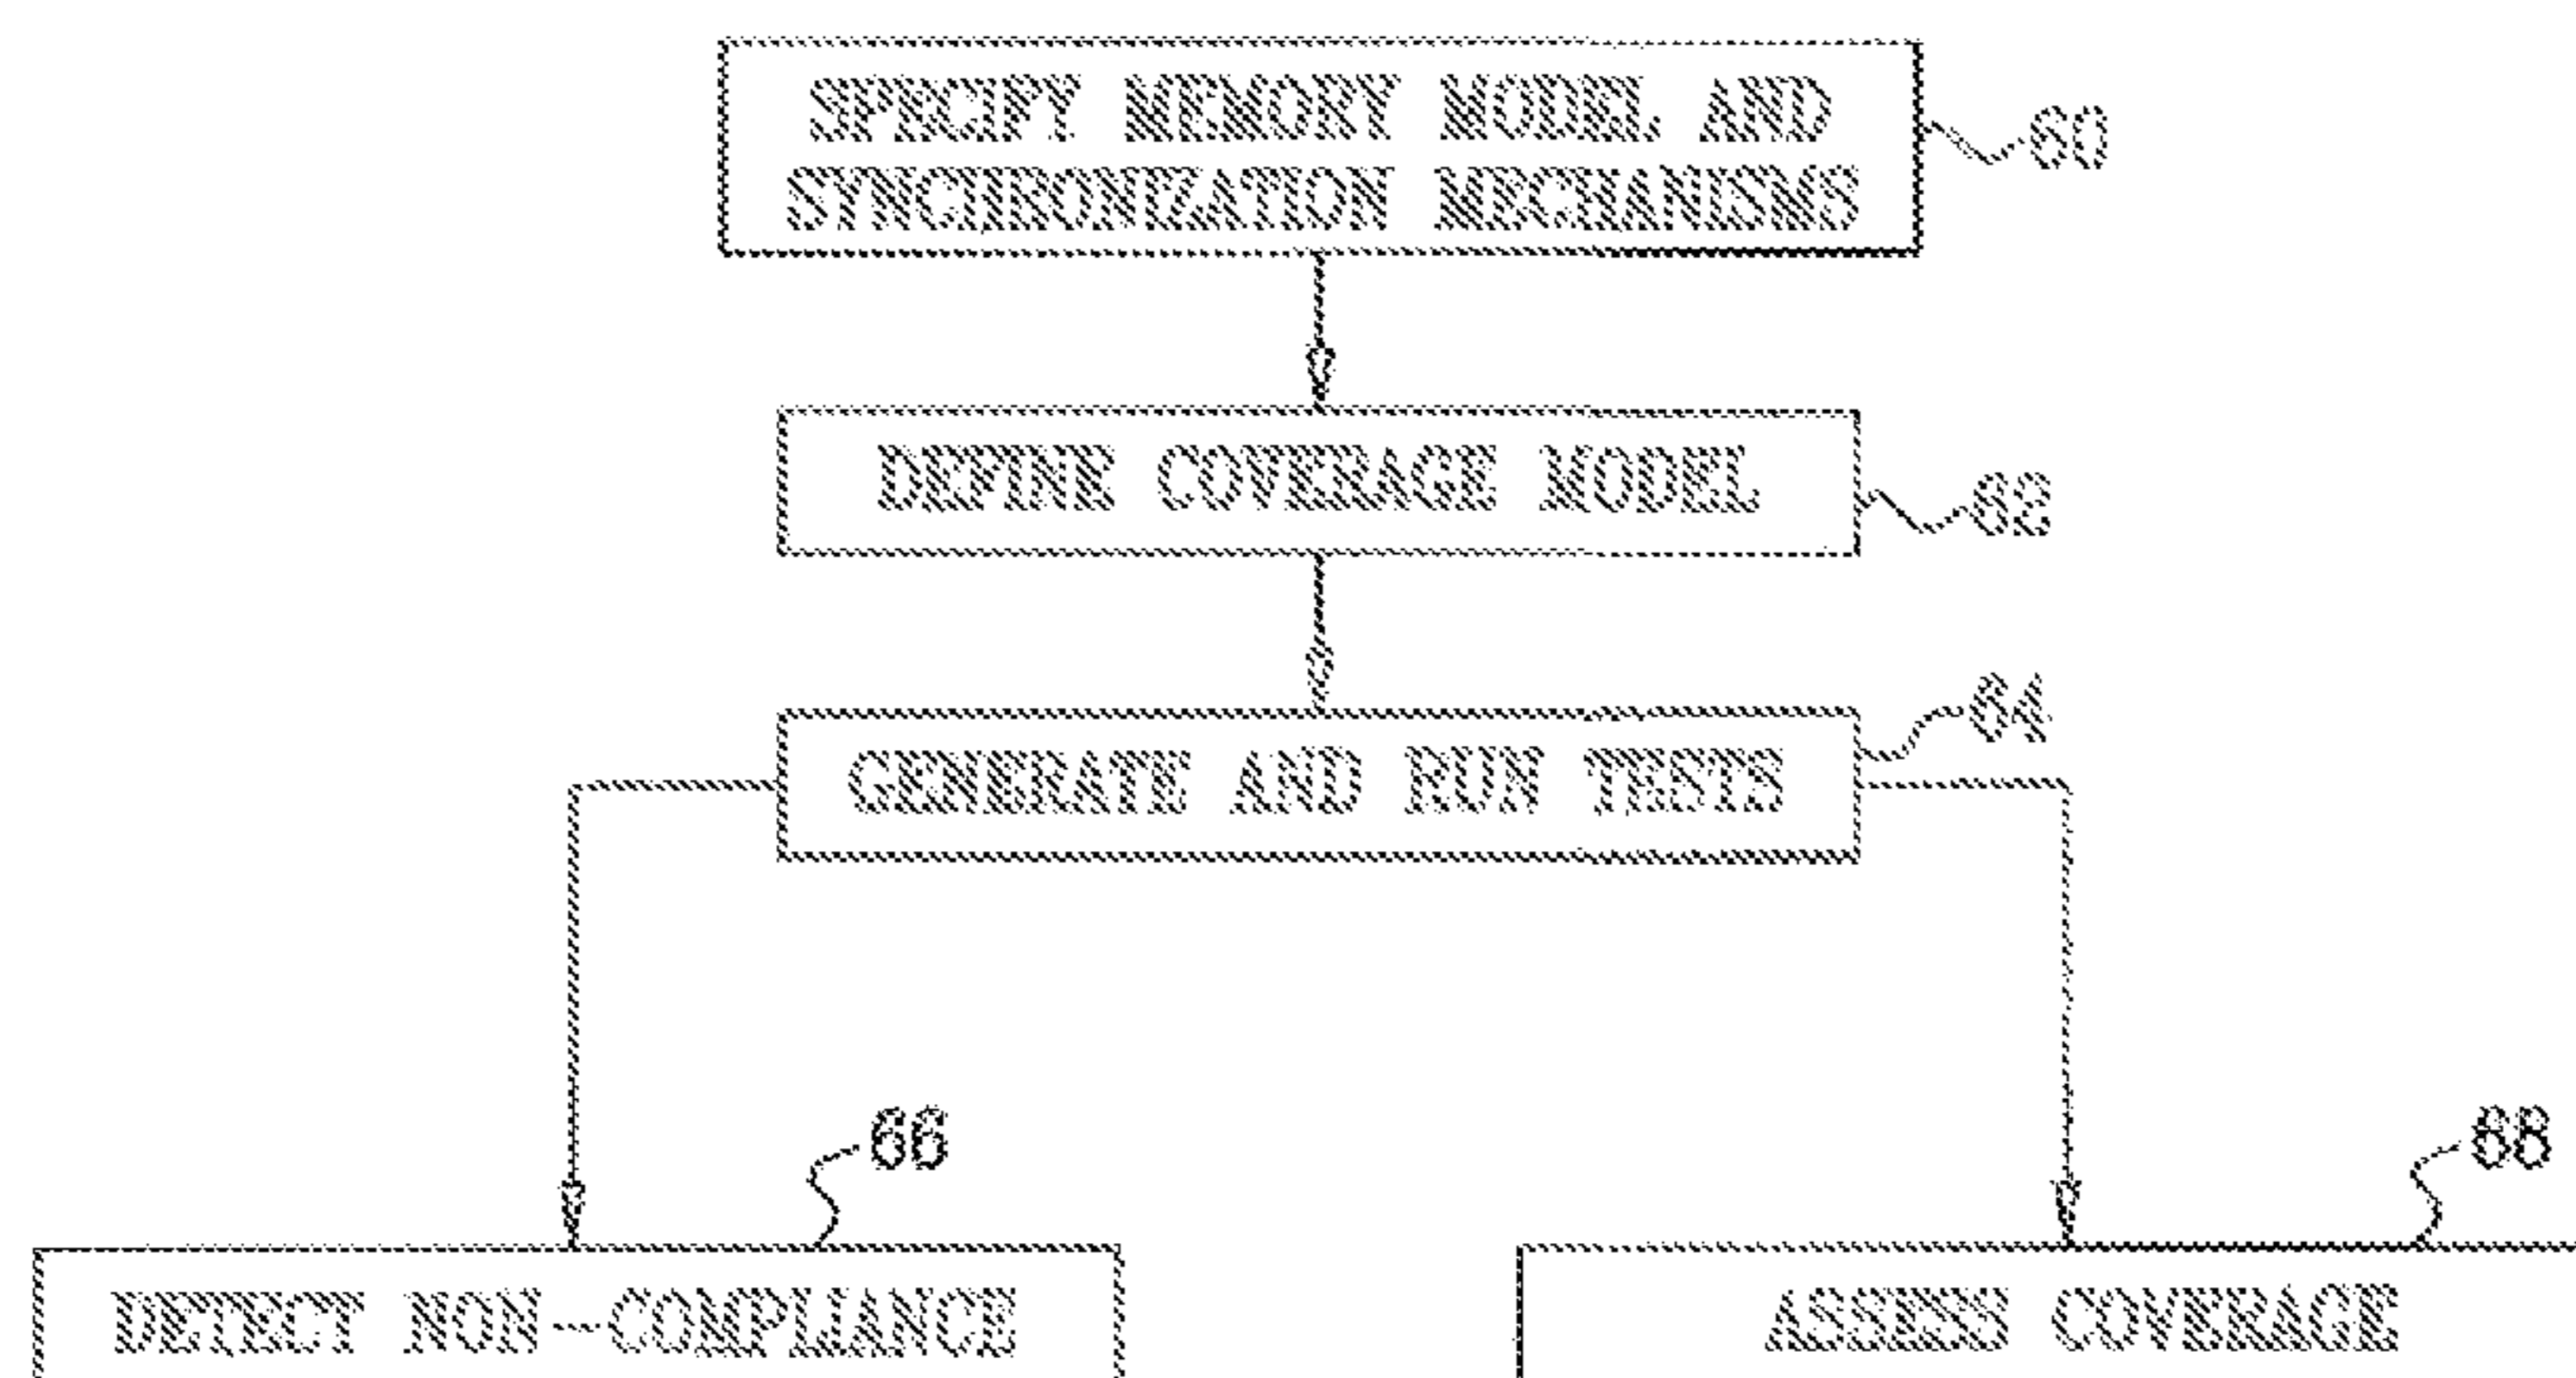 SPECIFY MEMORY MODEL AND
SYNCHRONIZATION MECHANISMS
60
DEFINE COVERAGE MODEL
62
64
GENERATE AND RUN TESTS
66
68
DETECT NON-COMPLIANCE
ASSESS COVERAGE